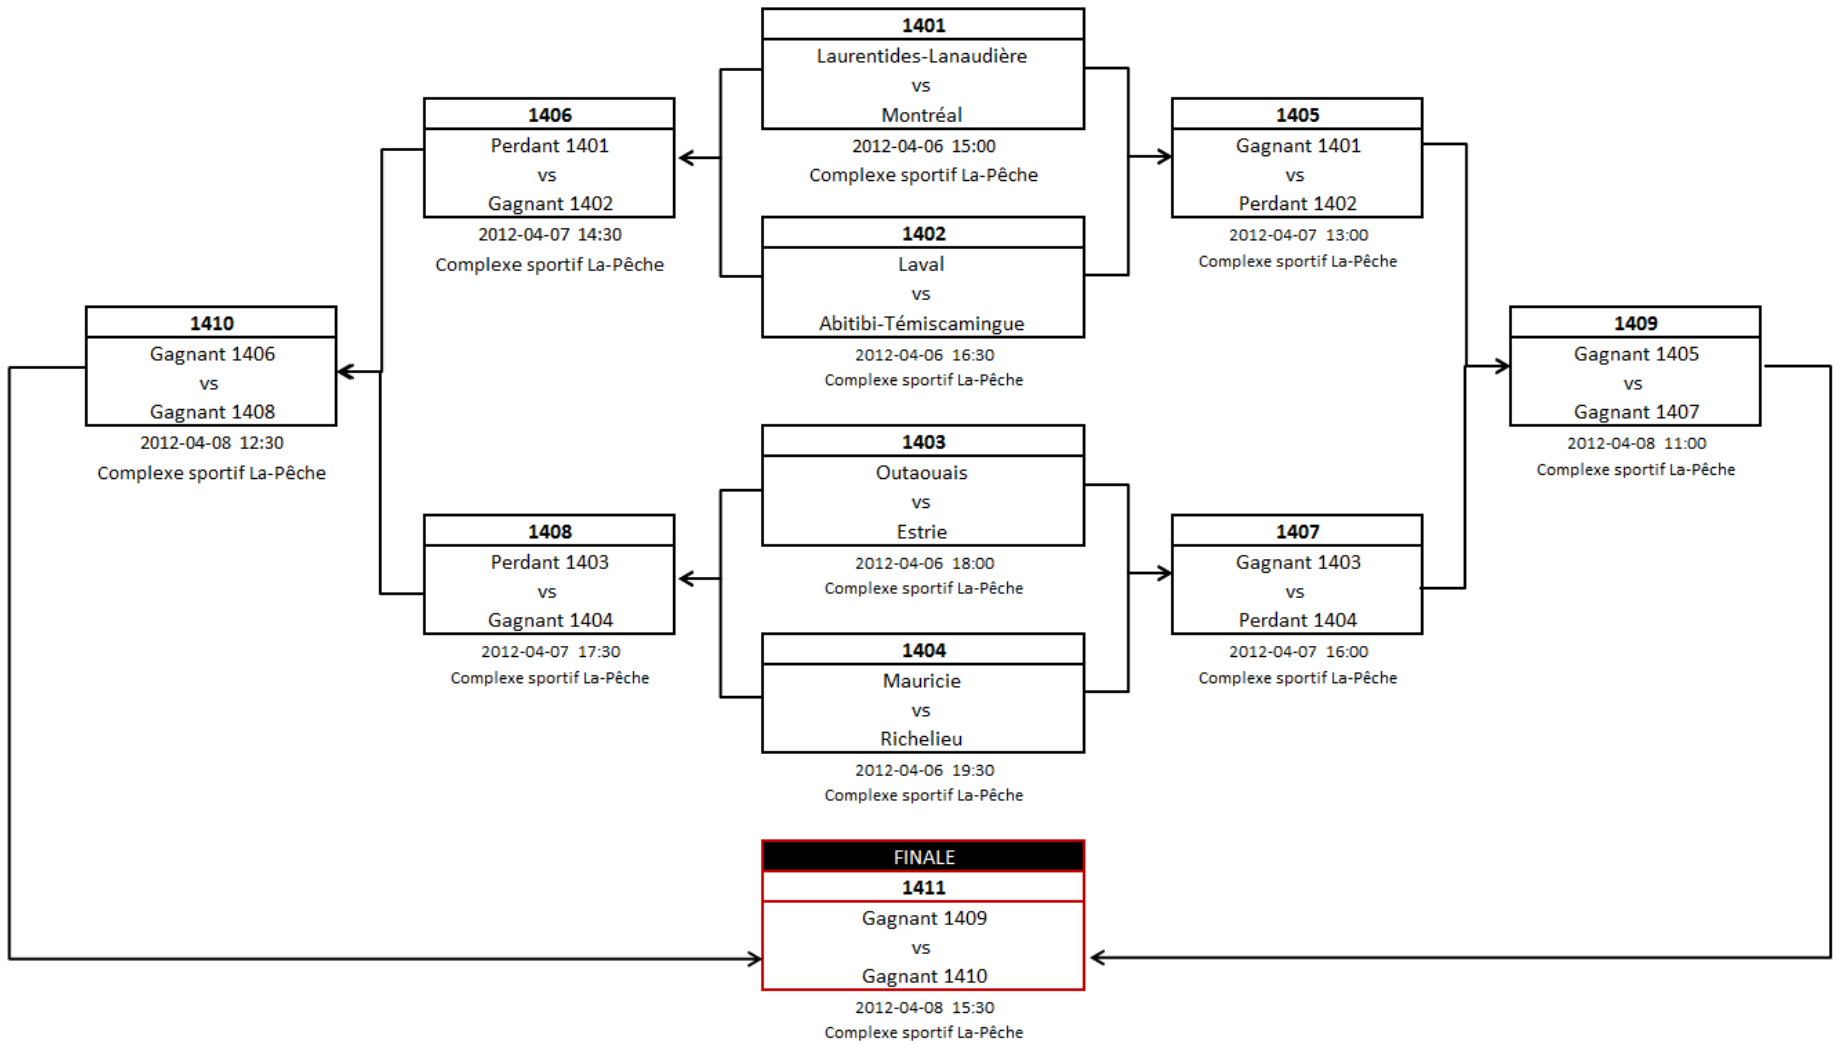 1401
Laurentides-Lanaudière
vs
Montréal
2012-04-06 15:00
Complexe sportif La-Pêche
1406
Perdant 1401
vs
Gagnant 1402
2012-04-07 14:30
Complexe sportif La-Pêche
1405
Gagnant 1401
vs
Perdant 1402
2012-04-07 13:00
Complexe sportif La-Pêche
1402
Laval
vs
Abitibi-Témiscamingue
2012-04-06 16:30
Complexe sportif La-Pêche
1410
Gagnant 1406
vs
Gagnant 1408
2012-04-08 12:30
Complexe sportif La-Pêche
1409
Gagnant 1405
vs
Gagnant 1407
2012-04-08 11:00
Complexe sportif La-Pêche
1403
Outaouais
vs
Estrie
2012-04-06 18:00
Complexe sportif La-Pêche
1408
Perdant 1403
vs
Gagnant 1404
2012-04-07 17:30
Complexe sportif La-Pêche
1407
Gagnant 1403
vs
Perdant 1404
2012-04-07 16:00
Complexe sportif La-Pêche
1404
Mauricie
vs
Richelieu
2012-04-06 19:30
Complexe sportif La-Pêche
FINALE
1411
Gagnant 1409
vs
Gagnant 1410
2012-04-08 15:30
Complexe sportif La-Pêche